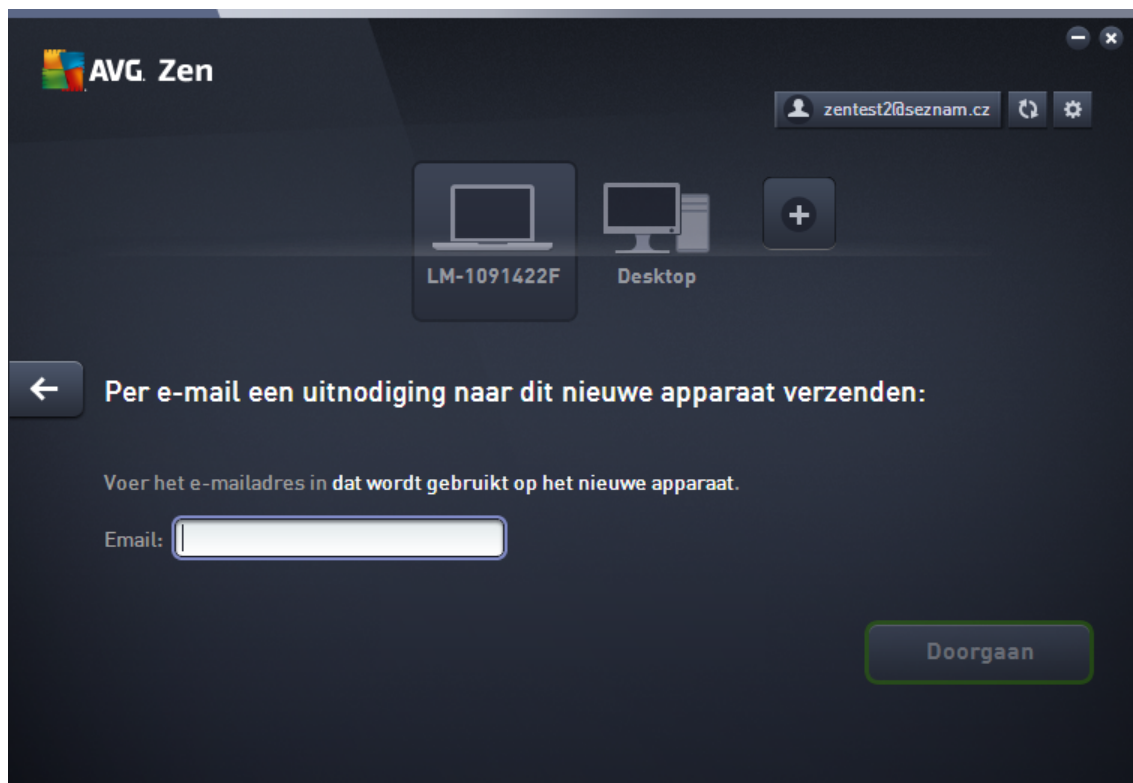 AVG. Zen
zentest2@seznam.cz
LM-1091422F
Desktop
Per e-mail een uitnodiging naar dit nieuwe apparaat verzenden:
Voer het e-mailadres in dat wordt gebruikt op het nieuwe apparaat.
Email:
Doorgaan